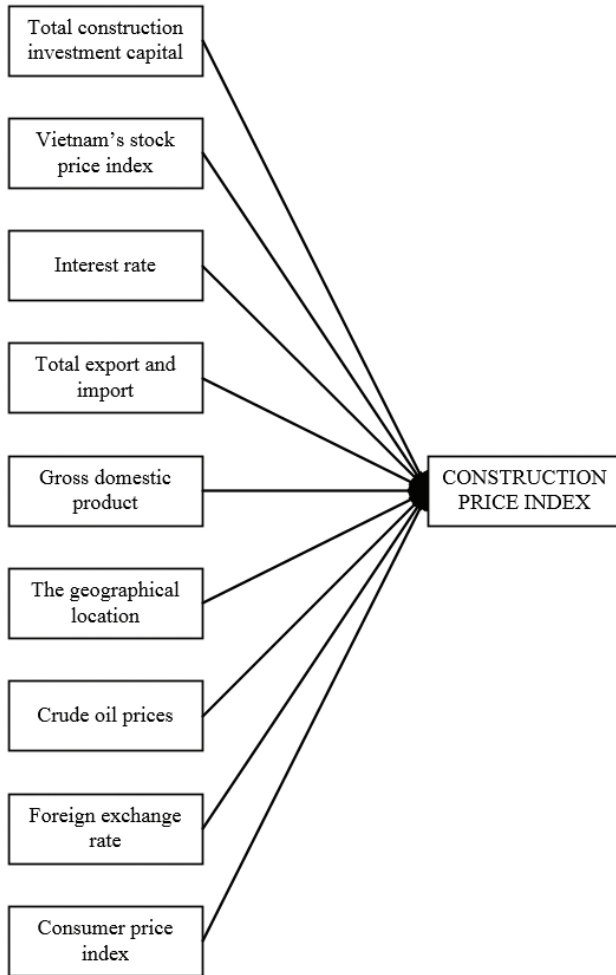 Total construction
investment capital
Vietnam's stock
price index
Interest rate
Total export and
import
Gross domestic
product
CONSTRUCTION
PRICE INDEX
The geographical
location
Crude oil prices
Foreign exchange
rate
Consumer price
index